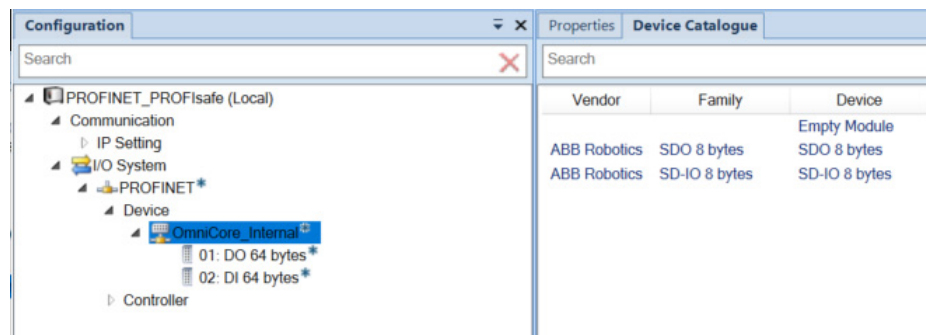 Configuration
Search
PROFINET_PROFIsafe (Local)
Communication
IP Setting
I/O System
PROFINET*
Device
OmniCore_Internal*
01: DO 64 bytes*
02: DI 64 bytes*
Controller
Properties Device Catalogue
Search
Vendor Family Device
Empty Module
ABB Robotics SDO 8 bytes SDO 8 bytes
ABB Robotics SD-IO 8 bytes SD-IO 8 bytes